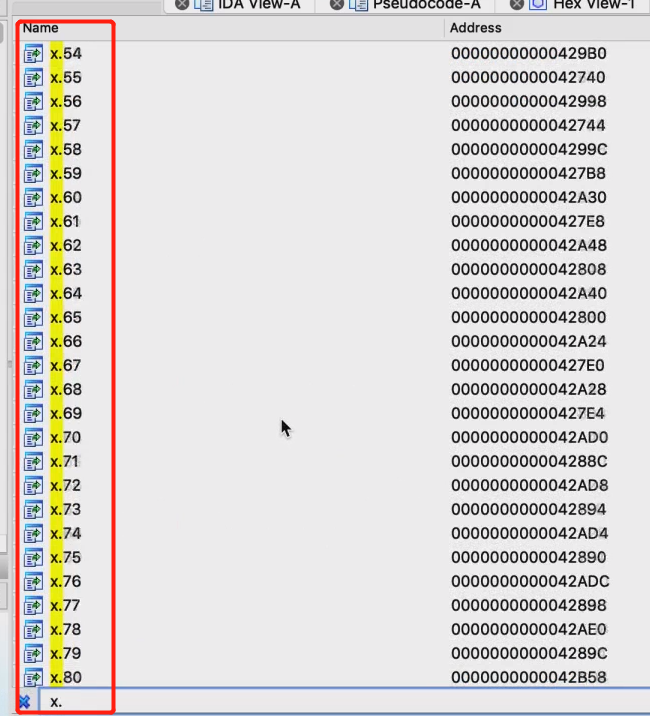 IDA View-A Pseudocode-A Hex View-1
Name Address
x.54 00000000000429B0
x.55 0000000000042740
x.56 0000000000042998
x.57 0000000000042744
x.58 000000000004299C
x.59 00000000000427B8
x.60 0000000000042A30
x.61 00000000000427E8
x.62 0000000000042A48
x.63 0000000000042808
x.64 0000000000042A40
x.65 0000000000042800
x.66 0000000000042A24
x.67 00000000000427E0
x.68 0000000000042A28
x.69 00000000000427E4
x.70 0000000000042AD0
x.71 000000000004288C
x.72 0000000000042AD8
x.73 0000000000042894
x.74 0000000000042AD4
x.75 0000000000042890
x.76 0000000000042ADC
x.77 0000000000042898
x.78 0000000000042AE0
x.79 000000000004289C
x.80 0000000000042B58
x.